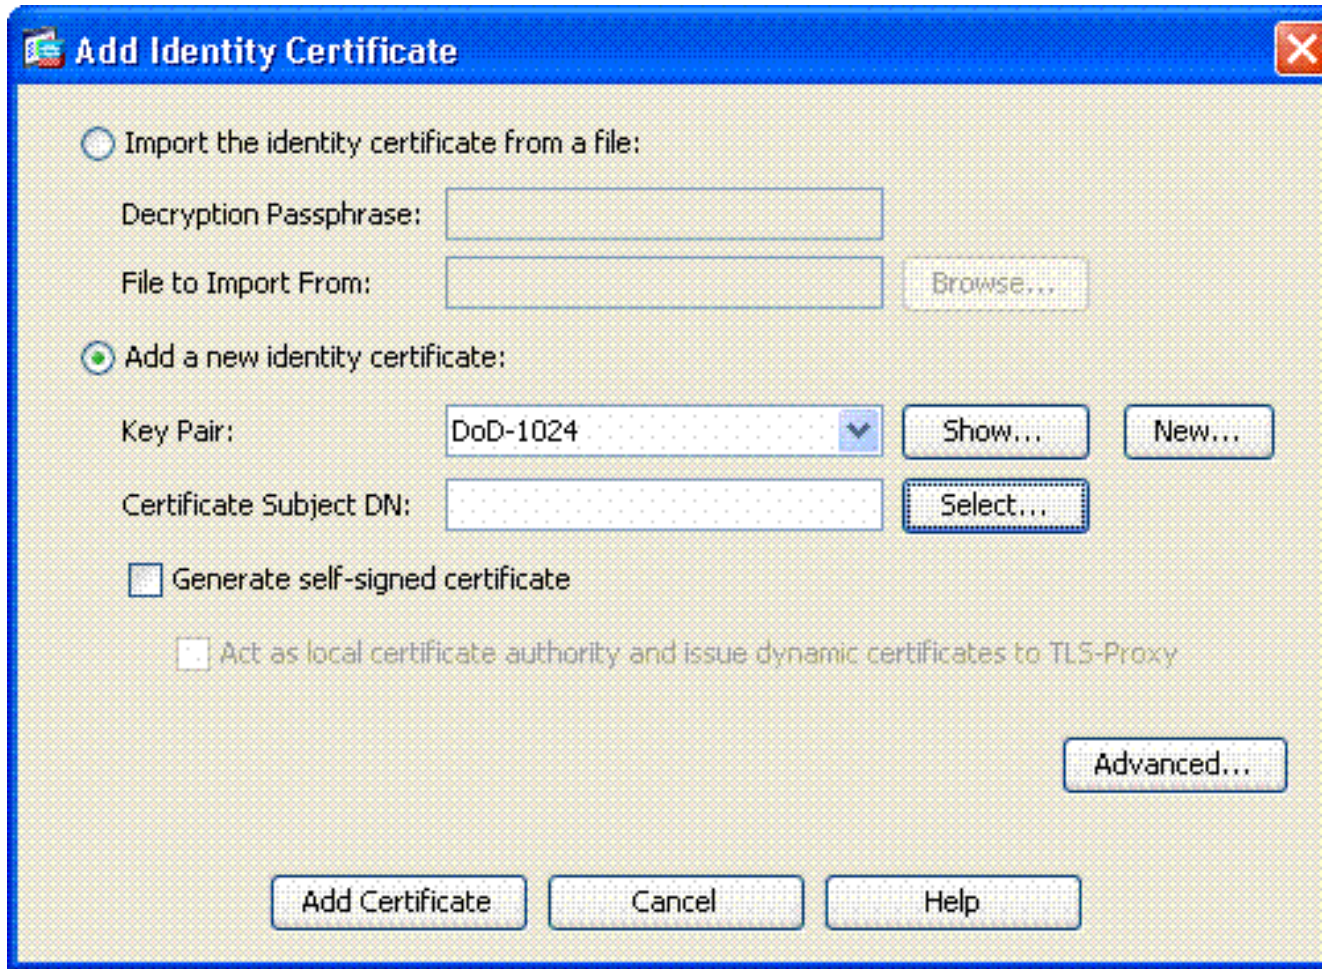 Add Identity Certificate
Import the identity certificate from a file:
Decryption Passphrase:
File to Import From: Browse...
Add a new identity certificate:
Key Pair: DoD-1024 Show... New...
Certificate Subject DN: Select...
Generate self-signed certificate
Act as local certificate authority and issue dynamic certificates to TLS-Proxy
Advanced...
Add Certificate Cancel Help